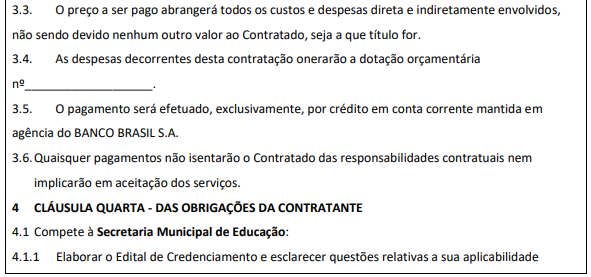 3.3. O preço a ser pago abrangerá todos os custos e despesas direta e indiretamente envolvidos,
não sendo devido nenhum outro valor ao Contratado, seja a que título for.
3.4. As despesas decorrentes desta contratação onerarão a dotação orçamentária
nº___________________.
3.5. O pagamento será efetuado, exclusivamente, por crédito em conta corrente mantida em
agência do BANCO BRASIL S.A.
3.6. Quaisquer pagamentos não isentarão o Contratado das responsabilidades contratuais nem
implicarão em aceitação dos serviços.
4 CLÁUSULA QUARTA - DAS OBRIGAÇÕES DA CONTRATANTE
4.1 Compete à Secretaria Municipal de Educação:
4.1.1 Elaborar o Edital de Credenciamento e esclarecer questões relativas a sua aplicabilidade